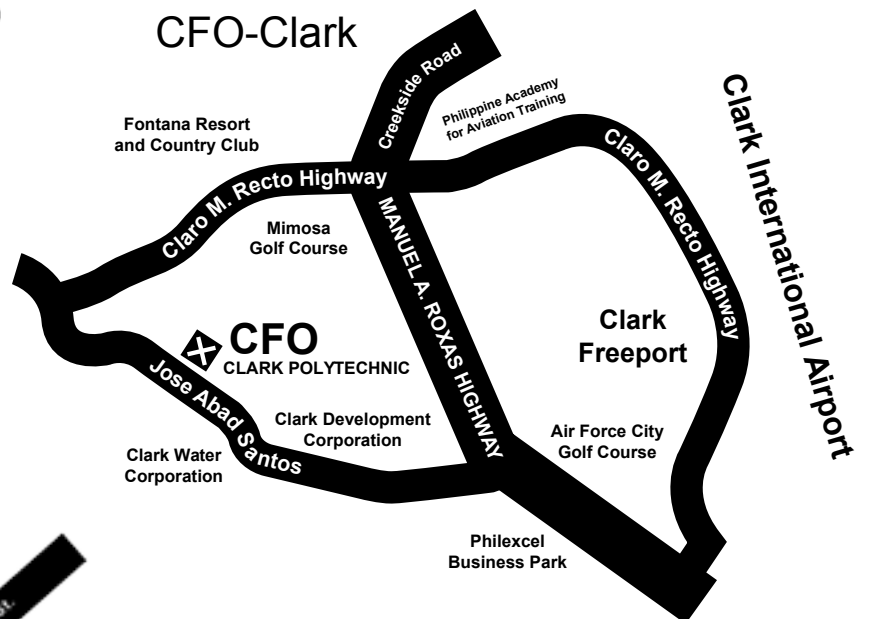 CFO-Clark
Creekside Road
Philippine Academy
for Aviation Training
Fontana Resort
and Country Club
Claro M. Recto Highway
Claro M. Recto Highway
Clark International Airport
Mimosa
Golf Course
MANUEL A. ROXAS HIGHWAY
Clark
Freeport
CFO
CLARK POLYTECHNIC
Jose Abad Santos
Clark Development
Corporation
Air Force City
Golf Course
Clark Water
Corporation
Philexcel
Business Park
st.